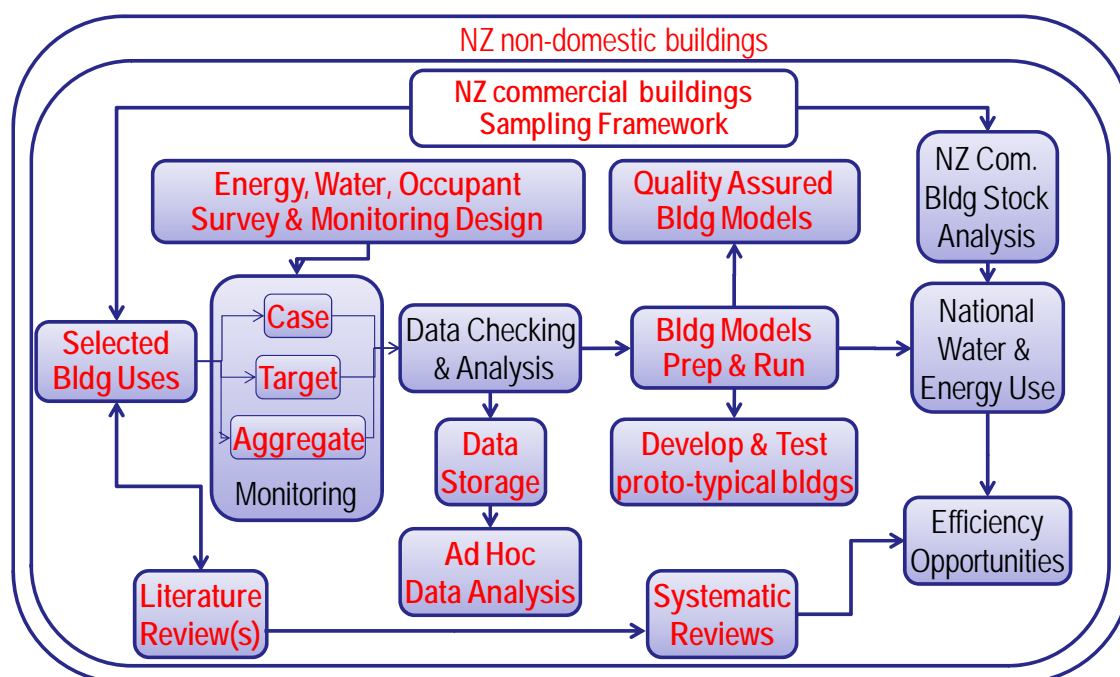 NZ non-domestic buildings
NZ commercial buildings
Sampling Framework
Energy, Water, Occupant
Survey & Monitoring Design
Quality Assured
Bldg Models
NZ Com.
Bldg Stock
Analysis
Selected
Bldg Uses
Case
Target
Aggregate
Monitoring
Data Checking
& Analysis
Bldg Models
Prep & Run
National
Water &
Energy Use
Data
Storage
Develop & Test
proto-typical bldgs
Ad Hoc
Data Analysis
Efficiency
Opportunities
Literature
Review(s)
Systematic
Reviews